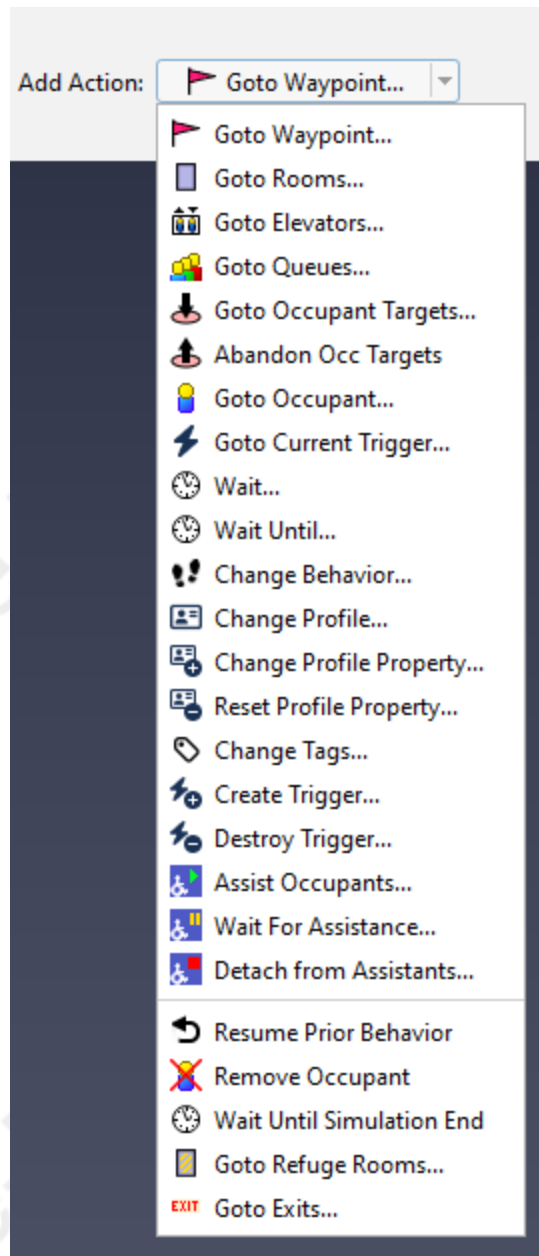 Add Action: Goto Waypoint...
Goto Waypoint...
Goto Rooms...
Goto Elevators...
Goto Queues...
Goto Occupant Targets...
Abandon Occ Targets
Goto Occupant...
Goto Current Trigger...
Wait...
Wait Until...
Change Behavior...
Change Profile...
Change Profile Property...
Reset Profile Property...
Change Tags...
Create Trigger...
Destroy Trigger...
Assist Occupants...
Wait For Assistance...
Detach from Assistants...
Resume Prior Behavior
Remove Occupant
Wait Until Simulation End
Goto Refuge Rooms...
EXIT Goto Exits...